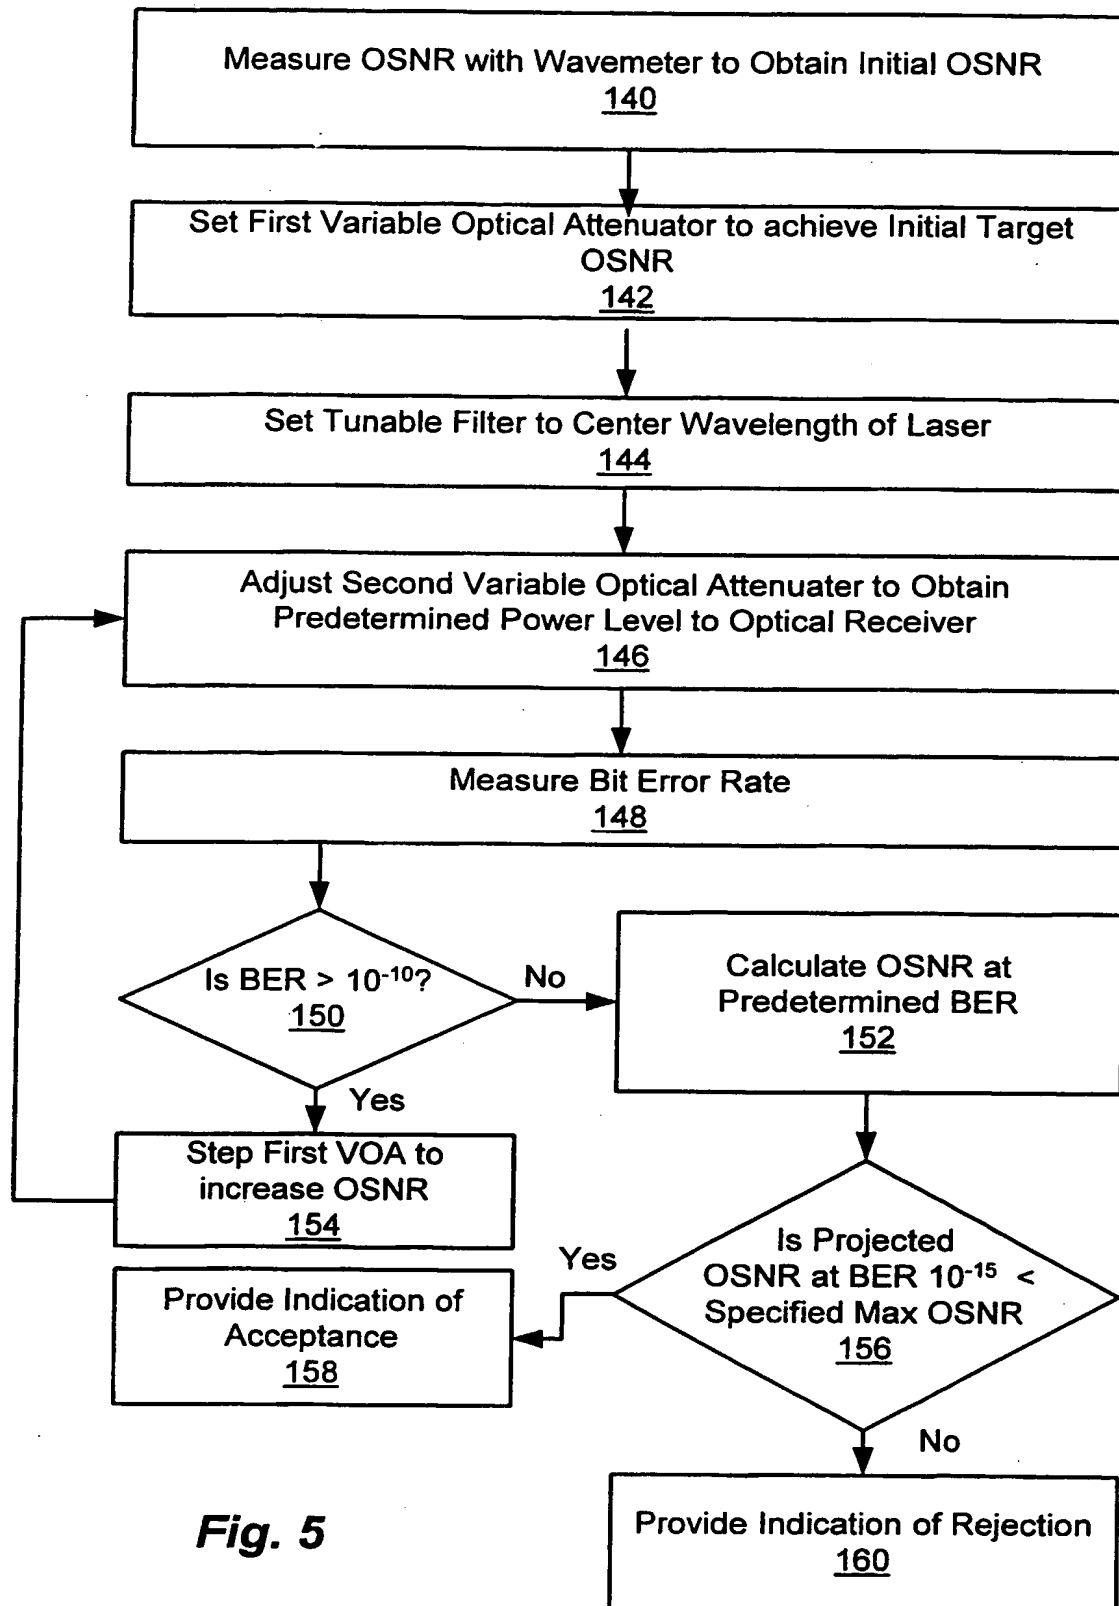 Measure OSNR with Wavemeter to Obtain Initial OSNR
140
Set First Variable Optical Attenuator to achieve Initial Target
OSNR
142
Set Tunable Filter to Center Wavelength of Laser
144
Adjust Second Variable Optical Attenuater to Obtain
Predetermined Power Level to Optical Receiver
146
Measure Bit Error Rate
148
Is BER > 10⁻¹⁰?
150
No
Yes
Calculate OSNR at
Predetermined BER
152
Step First VOA to
increase OSNR
154
Is Projected
OSNR at BER 10⁻¹⁵ <
Specified Max OSNR
156
Yes
No
Provide Indication of
Acceptance
158
Provide Indication of Rejection
160
Fig. 5